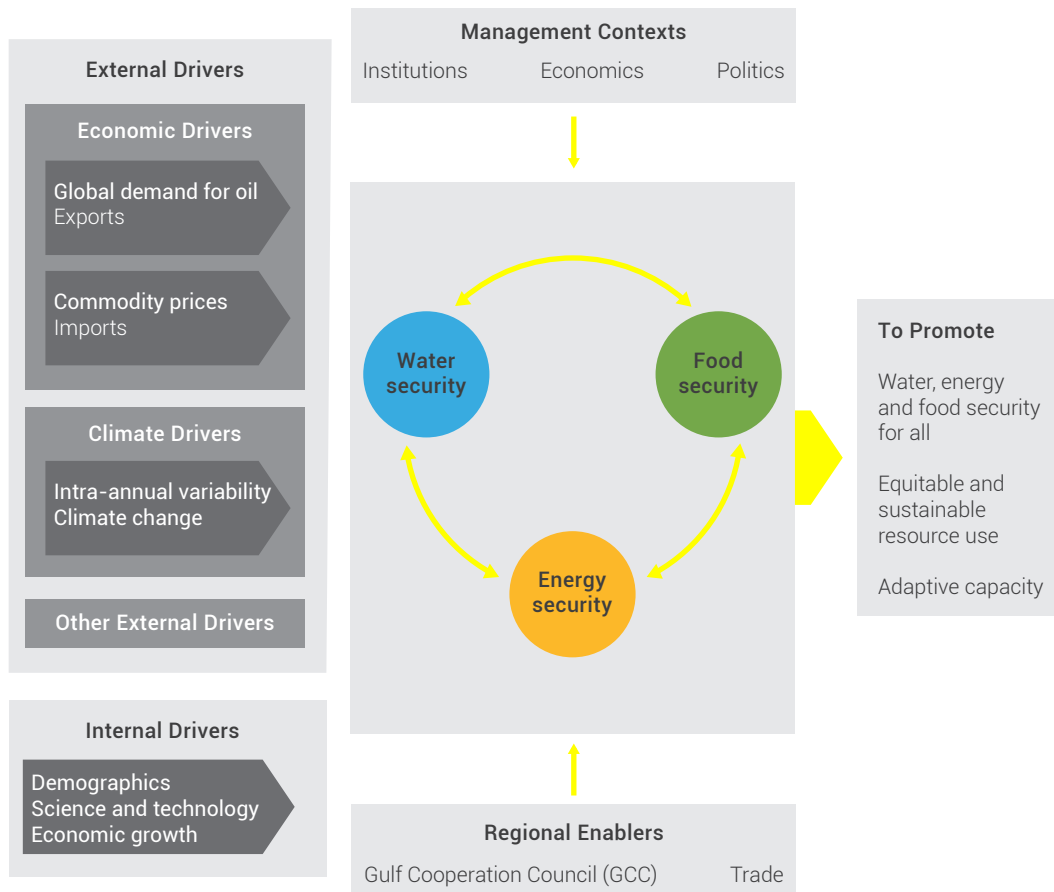 External Drivers
Economic Drivers
Global demand for oil
Exports
Commodity prices
Imports
Climate Drivers
Intra-annual variability
Climate change
Other External Drivers
Internal Drivers
Demographics
Science and technology
Economic growth
Management Contexts
Institutions Economics Politics
Water
security
Food
security
Energy
security
Regional Enablers
Gulf Cooperation Council (GCC) Trade
To Promote
Water, energy
and food security
for all
Equitable and
sustainable
resource use
Adaptive capacity